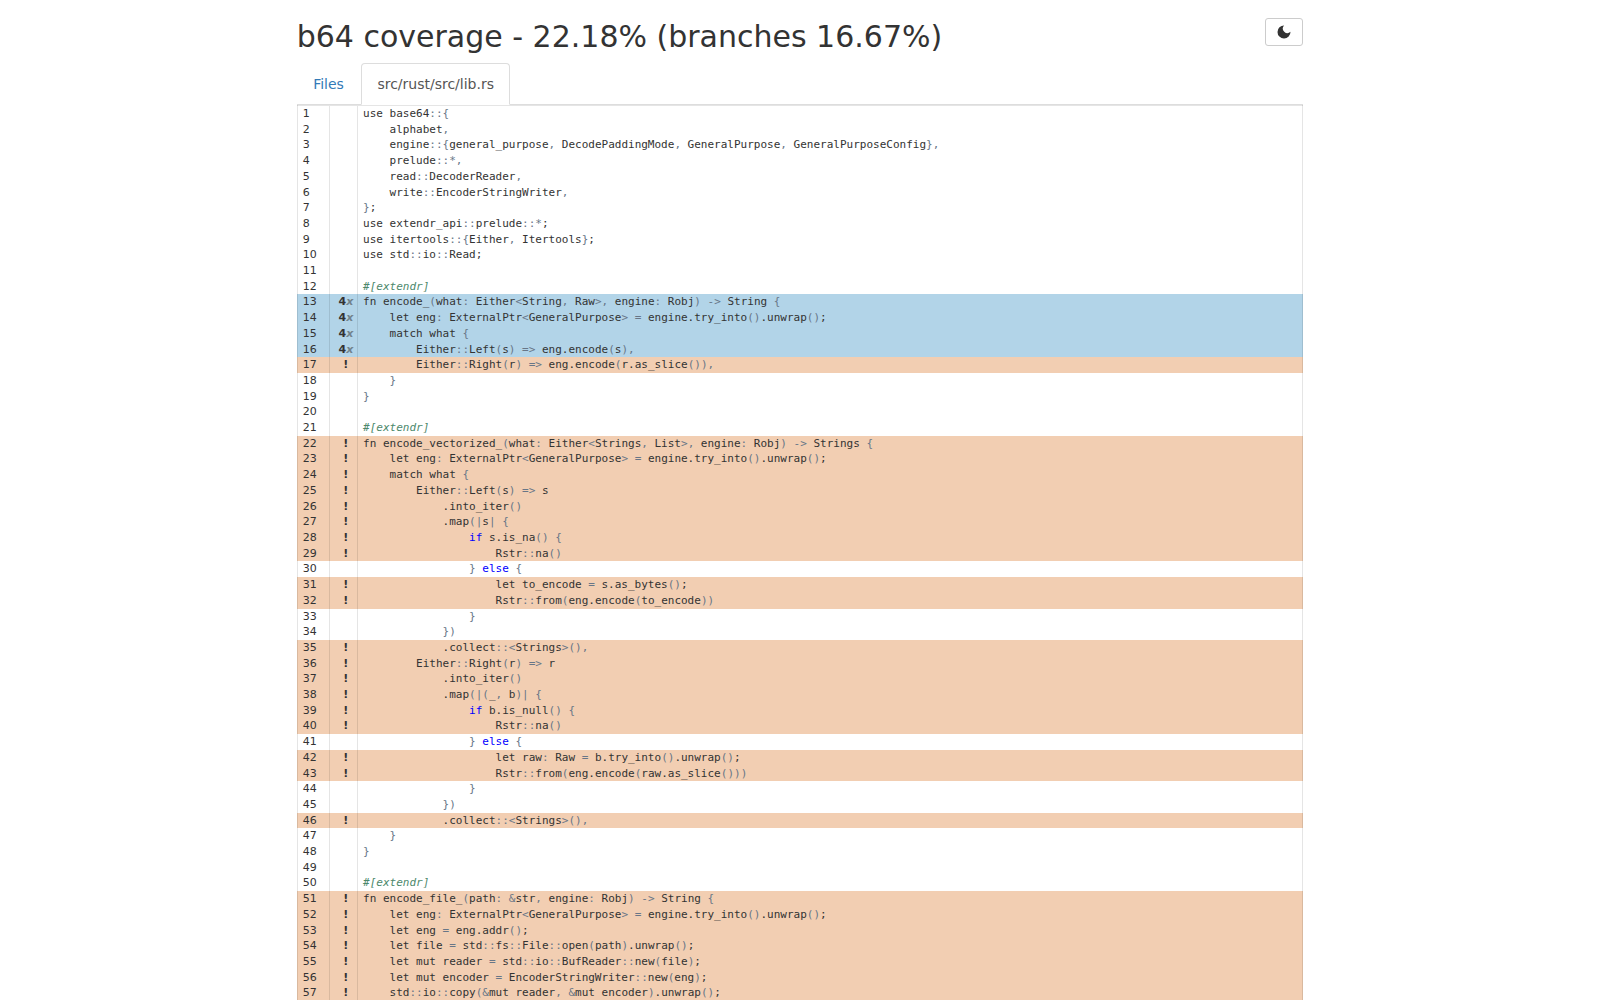 b64 coverage - 22.18% (branches 16.67%)
Files src/rust/src/lib.rs
1 use base64::{
2     alphabet,
3     engine::{general_purpose, DecodePaddingMode, GeneralPurpose, GeneralPurposeConfig},
4     prelude::*,
5     read::DecoderReader,
6     write::EncoderStringWriter,
7 };
8 use extendr_api::prelude::*;
9 use itertools::{Either, Itertools};
10 use std::io::Read;
11
12 #[extendr]
13 4x fn encode_(what: Either<String, Raw>, engine: Robj) -> String {
14 4x     let eng: ExternalPtr<GeneralPurpose> = engine.try_into().unwrap();
15 4x     match what {
16 4x         Either::Left(s) => eng.encode(s),
17 !         Either::Right(r) => eng.encode(r.as_slice()),
18     }
19 }
20
21 #[extendr]
22 ! fn encode_vectorized_(what: Either<Strings, List>, engine: Robj) -> Strings {
23 !     let eng: ExternalPtr<GeneralPurpose> = engine.try_into().unwrap();
24 !     match what {
25 !         Either::Left(s) => s
26 !             .into_iter()
27 !             .map(|s| {
28 !                 if s.is_na() {
29 !                     Rstr::na()
30                 } else {
31 !                     let to_encode = s.as_bytes();
32 !                     Rstr::from(eng.encode(to_encode))
33                 }
34             })
35 !             .collect::<Strings>(),
36 !         Either::Right(r) => r
37 !             .into_iter()
38 !             .map(|(_, b)| {
39 !                 if b.is_null() {
40 !                     Rstr::na()
41                 } else {
42 !                     let raw: Raw = b.try_into().unwrap();
43 !                     Rstr::from(eng.encode(raw.as_slice()))
44                 }
45             })
46 !             .collect::<Strings>(),
47     }
48 }
49
50 #[extendr]
51 ! fn encode_file_(path: &str, engine: Robj) -> String {
52 !     let eng: ExternalPtr<GeneralPurpose> = engine.try_into().unwrap();
53 !     let eng = eng.addr();
54 !     let file = std::fs::File::open(path).unwrap();
55 !     let mut reader = std::io::BufReader::new(file);
56 !     let mut encoder = EncoderStringWriter::new(eng);
57 !     std::io::copy(&mut reader, &mut encoder).unwrap();